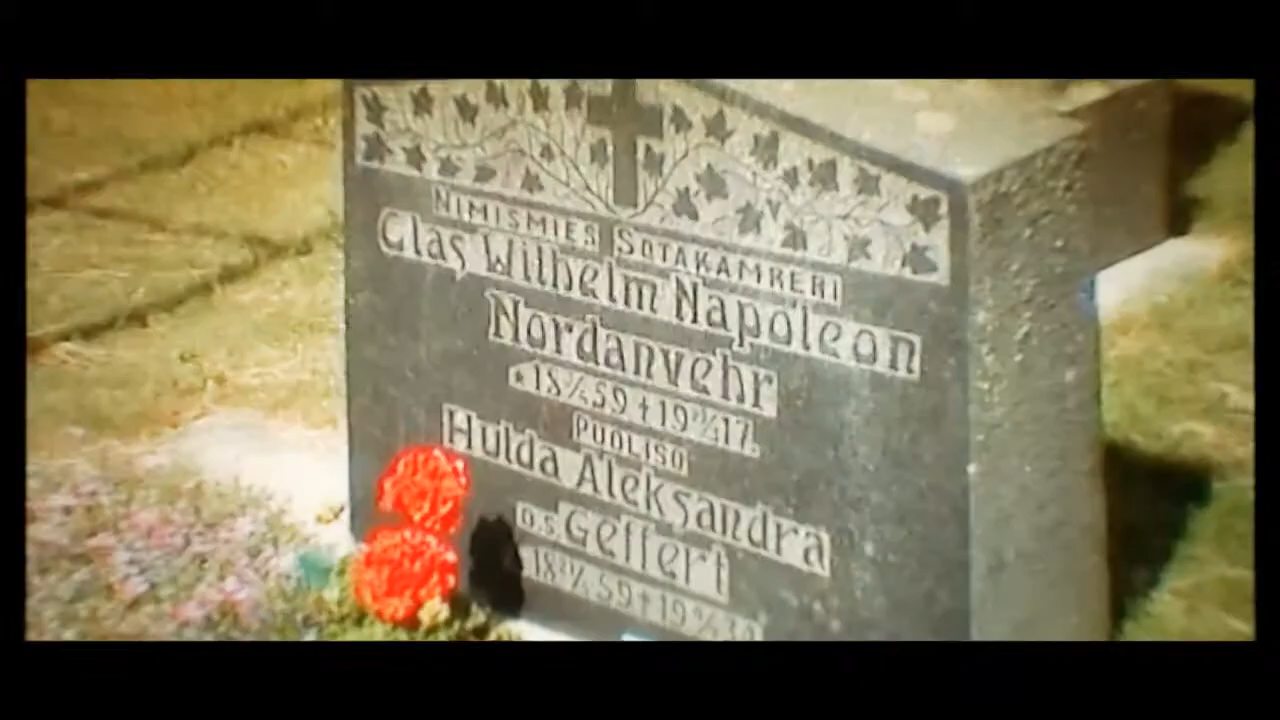 NIMISMIES SOTAKAMRERI
Clas Wilhelm Napoleon
Nordanvehr
PUOLISO
Hulda Aleksandra
O.S. Geffert